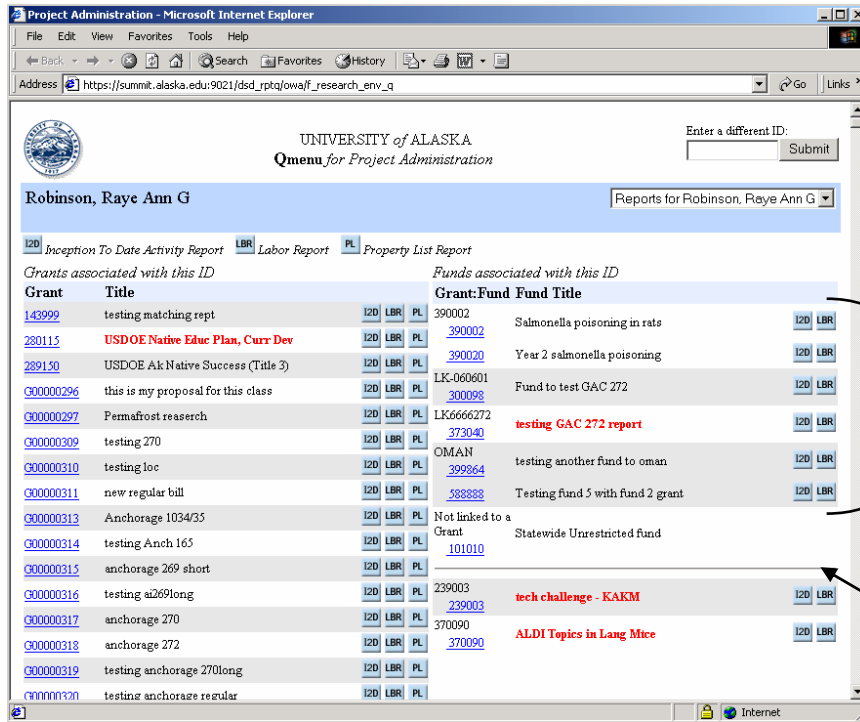 Project Administration - Microsoft Internet Explorer
File Edit View Favorites Tools Help
Back Search Favorites History
Address https://summit.alaska.edu:9021/dsd_rptq/owa/f_research_env_q Go Links
UNIVERSITY of ALASKA
Qmenu for Project Administration
Enter a different ID:
Submit
Robinson, Raye Ann G
Reports for Robinson, Raye Ann G
I2D Inception To Date Activity Report LBR Labor Report PL Property List Report
Grants associated with this ID
Grant Title
143999 testing matching rept I2D LBR PL
280115 USDOE Native Educ Plan, Curr Dev I2D LBR PL
289150 USDOE Ak Native Success (Title 3) I2D LBR PL
G00000296 this is my proposal for this class I2D LBR PL
G00000297 Permafrost reaserch I2D LBR PL
G00000309 testing 270 I2D LBR PL
G00000310 testing loc I2D LBR PL
G00000311 new regular bill I2D LBR PL
G00000313 Anchorage 1034/35 I2D LBR PL
G00000314 testing Anch 165 I2D LBR PL
G00000315 anchorage 269 short I2D LBR PL
G00000316 testing ai269long I2D LBR PL
G00000317 anchorage 270 I2D LBR PL
G00000318 anchorage 272 I2D LBR PL
G00000319 testing anchorage 270long I2D LBR PL
G00000320 testing anchorage regular I2D LBR PL
Funds associated with this ID
Grant:Fund Fund Title
390002
390002 Salmonella poisoning in rats I2D LBR
390020 Year 2 salmonella poisoning I2D LBR
LK-060601
300098 Fund to test GAC 272 I2D LBR
LK6666272
373040 testing GAC 272 report I2D LBR
OMAN
399864 testing another fund to oman I2D LBR
588888 Testing fund 5 with fund 2 grant I2D LBR
Not linked to a
Grant
101010 Statewide Unrestricted fund
239003
239003 tech challenge - KAKM I2D LBR
370090
370090 ALDI Topics in Lang Mtce I2D LBR
Internet